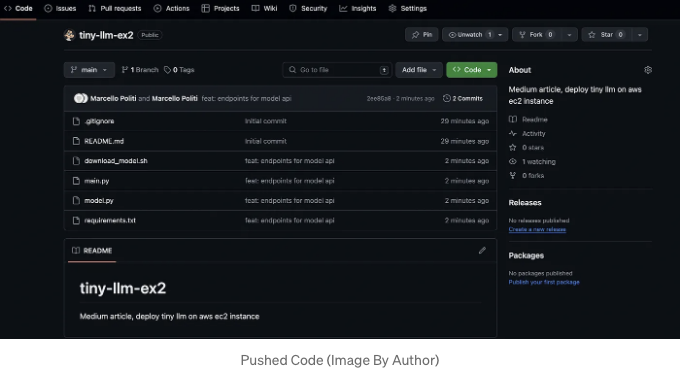 Code Issues Pull requests Actions Projects Wiki Security Insights Settings
tiny-llm-ex2 Public Pin Unwatch 1 Fork 0 Star 0
main 1 Branch 0 Tags Go to file t Add file Code
Marcello Politi and Marcello Politi feat: endpoints for model api 2ee85a8 · 2 minutes ago 2 Commits
.gitignore Initial commit 29 minutes ago
README.md Initial commit 29 minutes ago
download_model.sh feat: endpoints for model api 2 minutes ago
main.py feat: endpoints for model api 2 minutes ago
model.py feat: endpoints for model api 2 minutes ago
requirements.txt feat: endpoints for model api 2 minutes ago
README
tiny-llm-ex2
Medium article, deploy tiny llm on aws ec2 instance
About
Medium article, deploy tiny llm on aws
ec2 instance
Readme
Activity
0 stars
1 watching
0 forks
Releases
No releases published
Create a new release
Packages
No packages published
Publish your first package
Pushed Code (Image By Author)